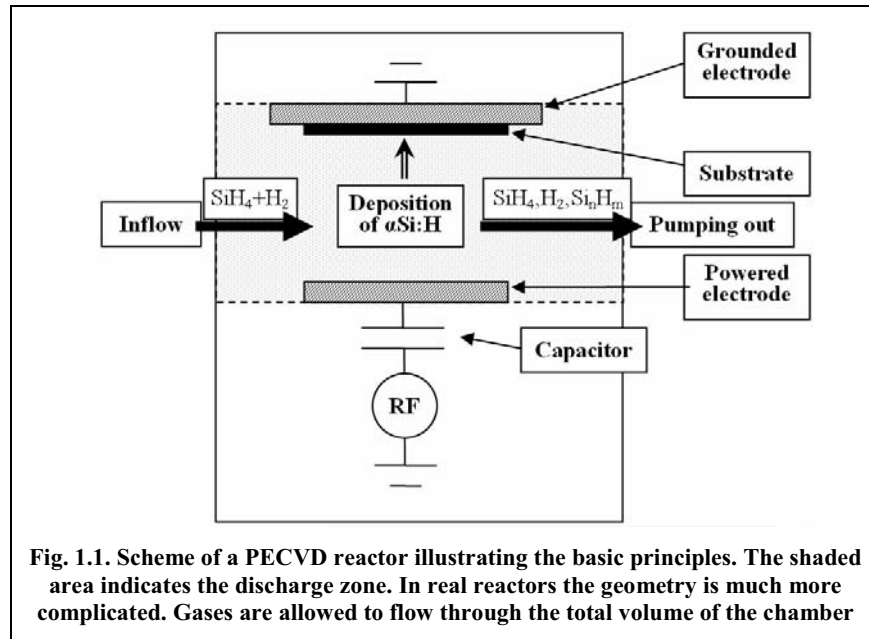 Grounded
electrode
Substrate
SiH₄+H₂
SiH₄,H₂,SiₙHₘ
Inflow
Deposition
of αSi:H
Pumping out
Powered
electrode
Capacitor
RF
Fig. 1.1. Scheme of a PECVD reactor illustrating the basic principles. The shaded
area indicates the discharge zone. In real reactors the geometry is much more
complicated. Gases are allowed to flow through the total volume of the chamber